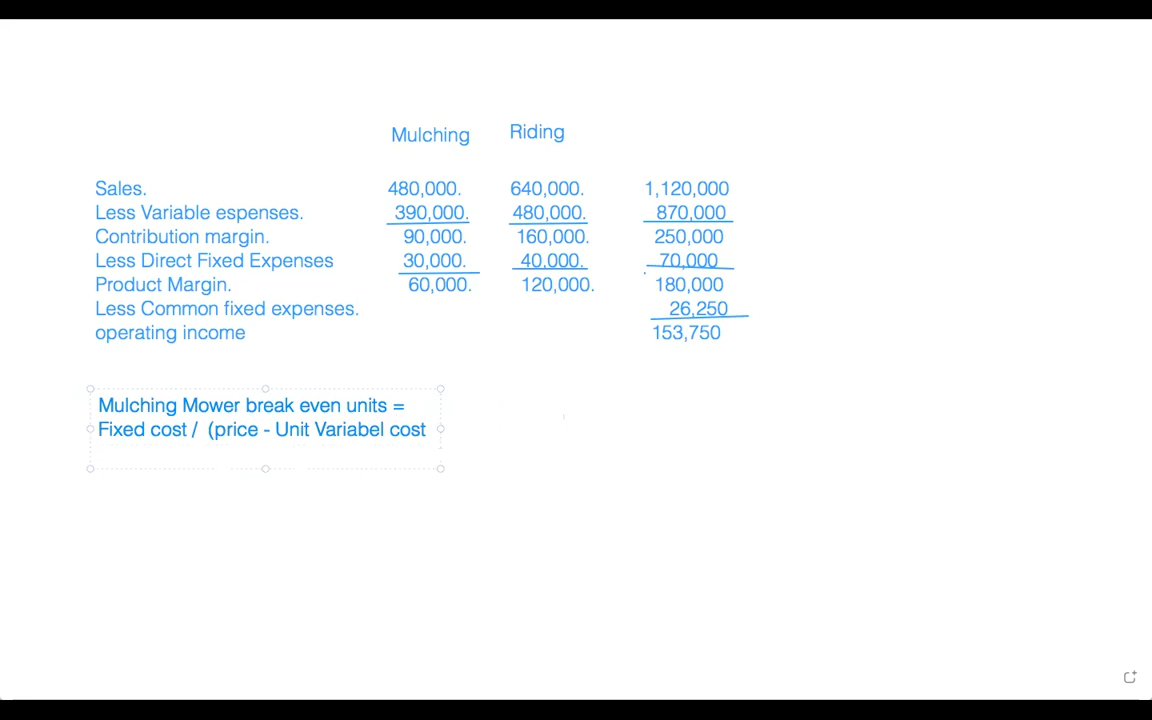 Mulching Riding
Sales. 480,000. 640,000. 1,120,000
Less Variable espenses. 390,000. 480,000. 870,000
Contribution margin. 90,000. 160,000. 250,000
Less Direct Fixed Expenses 30,000. 40,000. 70,000
Product Margin. 60,000. 120,000. 180,000
Less Common fixed expenses. 26,250
operating income 153,750
Mulching Mower break even units =
Fixed cost / (price - Unit Variabel cost